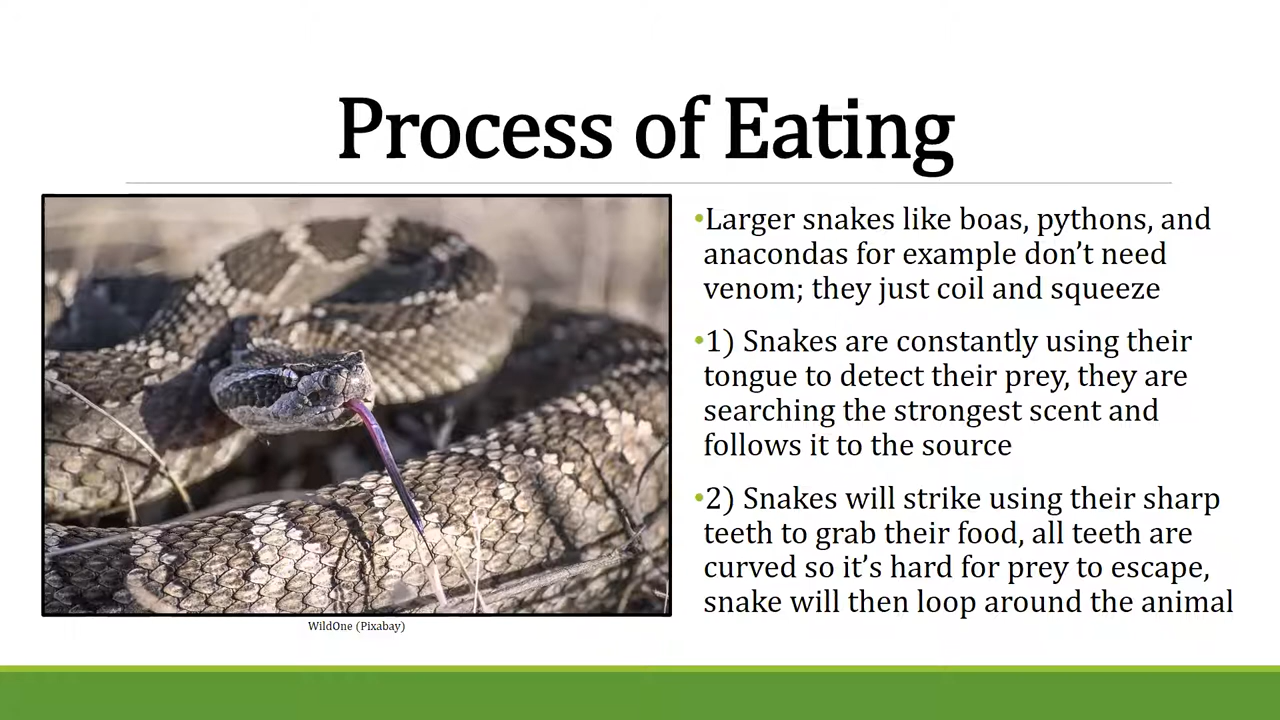 Process of Eating
•Larger snakes like boas, pythons, and
anacondas for example don’t need
venom; they just coil and squeeze
•1) Snakes are constantly using their
tongue to detect their prey, they are
searching the strongest scent and
follows it to the source
•2) Snakes will strike using their sharp
teeth to grab their food, all teeth are
curved so it’s hard for prey to escape,
snake will then loop around the animal
WildOne (Pixabay)